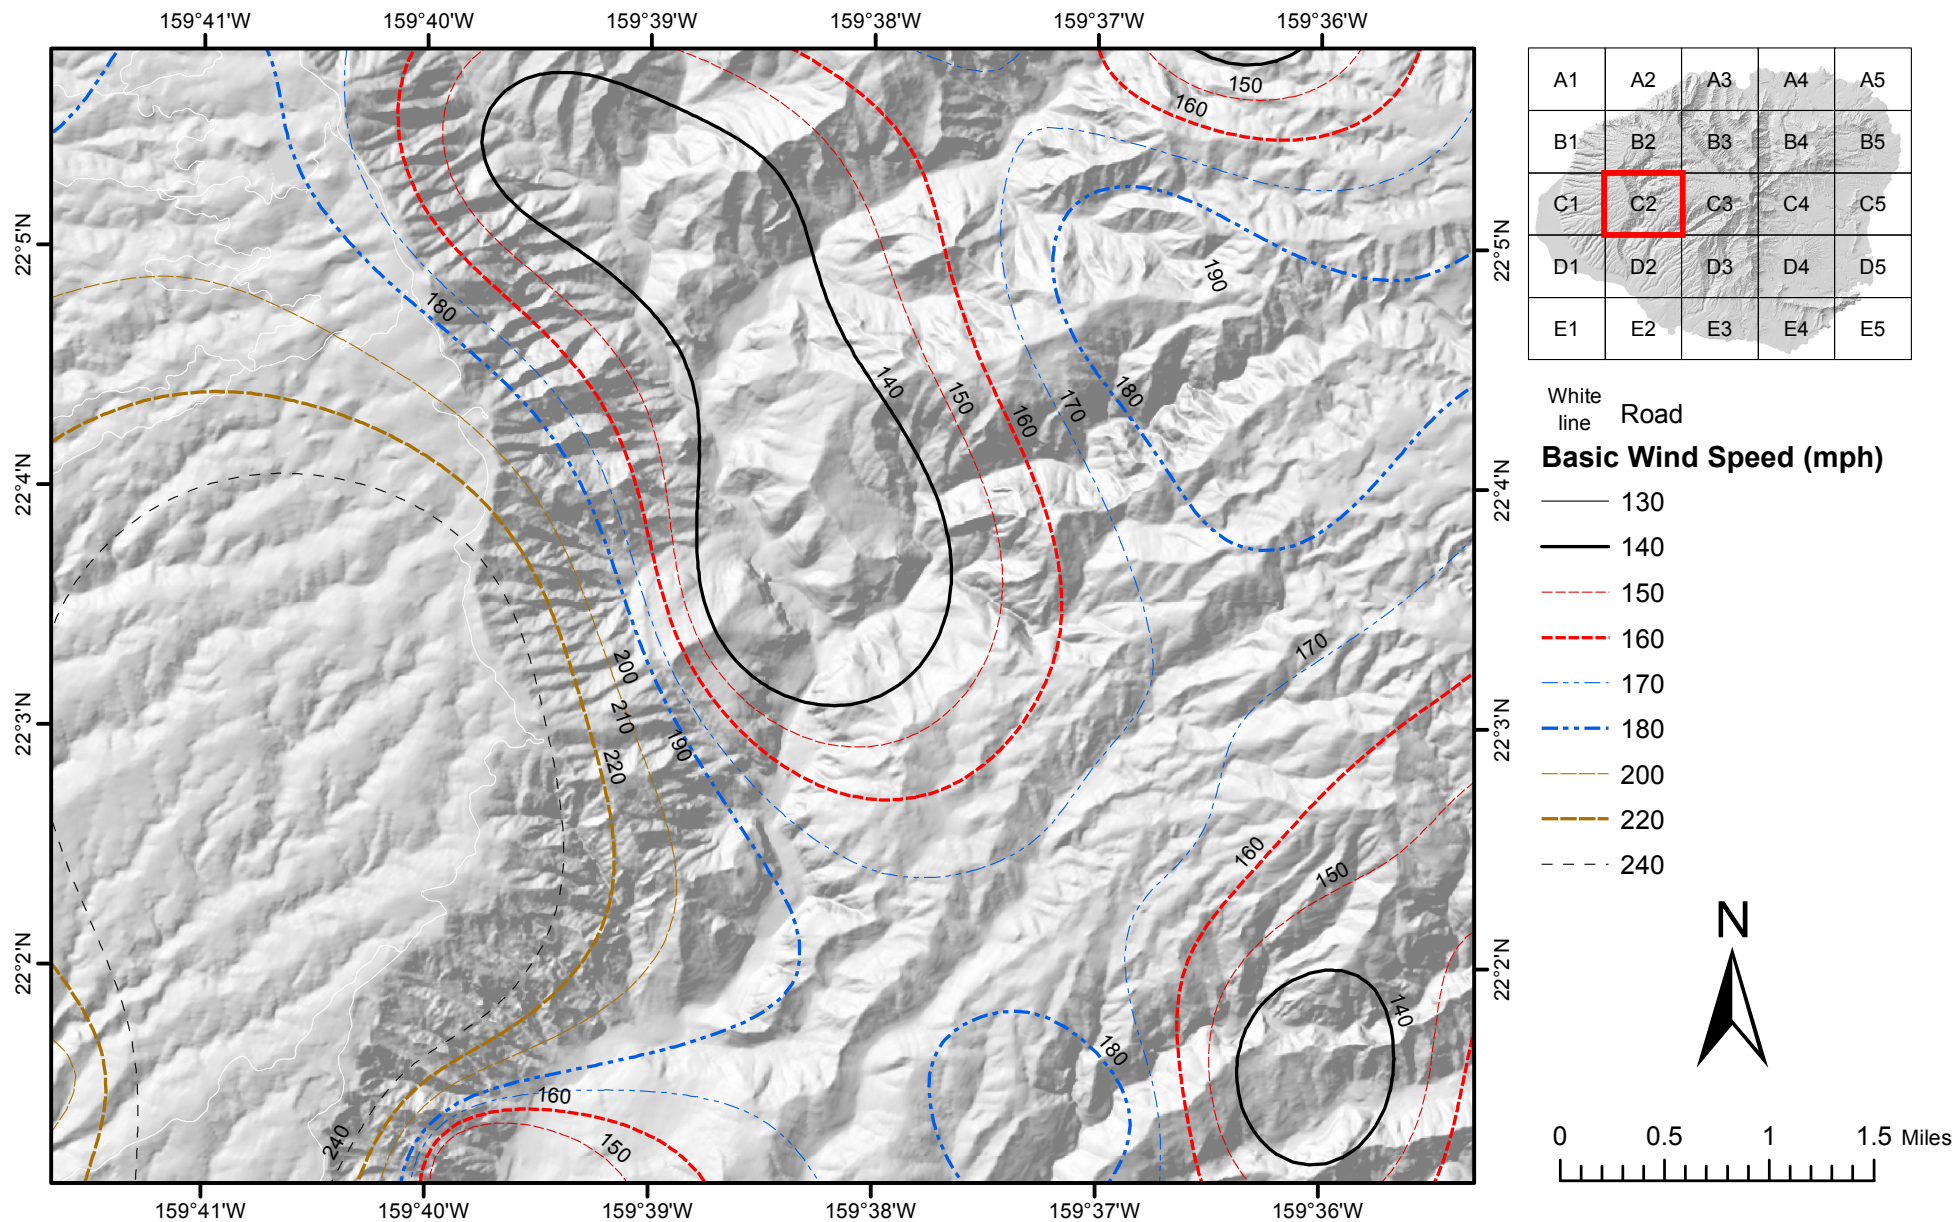 159°41'W 159°40'W 159°39'W 159°38'W 159°37'W 159°36'W
22°5'N
22°4'N
22°3'N
22°2'N
22°5'N
22°4'N
22°3'N
22°2'N
150
160
190
180
140
150
160
170
180
170
200
210
220
190
160
150
140
180
160
150
240
159°41'W 159°40'W 159°39'W 159°38'W 159°37'W 159°36'W
A1 A2 A3 A4 A5
B1 B2 B3 B4 B5
C1 C2 C3 C4 C5
D1 D2 D3 D4 D5
E1 E2 E3 E4 E5
White
line Road
Basic Wind Speed (mph)
130
140
150
160
170
180
200
220
240
N
0 0.5 1 1.5 Miles